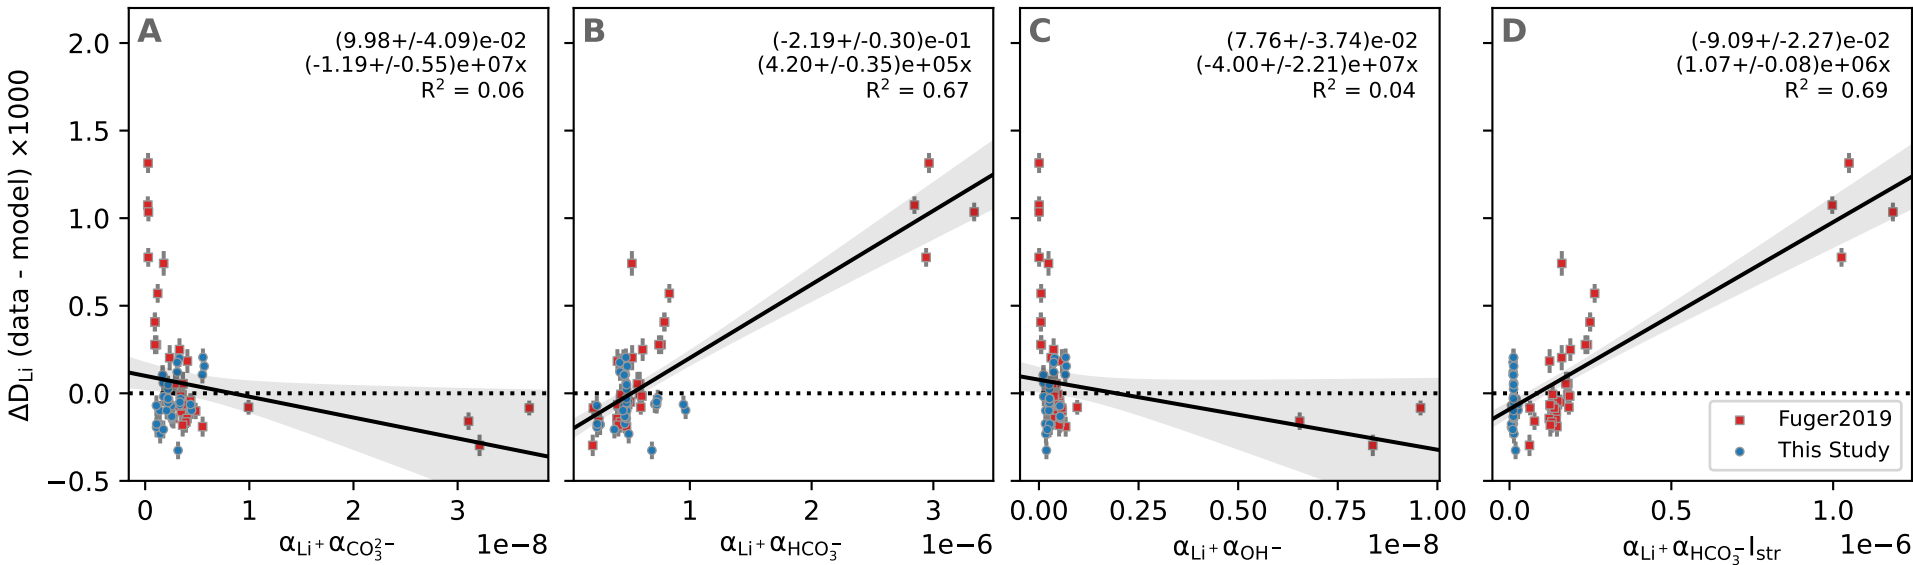 ΔD_Li (data - model) ×1000
2.0
1.5
1.0
0.5
0.0
−0.5
A
(9.98+/-4.09)e-02
(-1.19+/-0.55)e+07x
R² = 0.06
0 1 2 3
1e-8
α_Li⁺α_CO₃²⁻
B
(-2.19+/-0.30)e-01
(4.20+/-0.35)e+05x
R² = 0.67
1 2 3
1e-6
α_Li⁺α_HCO₃⁻
C
(7.76+/-3.74)e-02
(-4.00+/-2.21)e+07x
R² = 0.04
0.00 0.25 0.50 0.75 1.00
1e-8
α_Li⁺α_OH⁻
D
(-9.09+/-2.27)e-02
(1.07+/-0.08)e+06x
R² = 0.69
Fuger2019
This Study
0.0 0.5 1.0
1e-6
α_Li⁺α_HCO₃⁻I_str